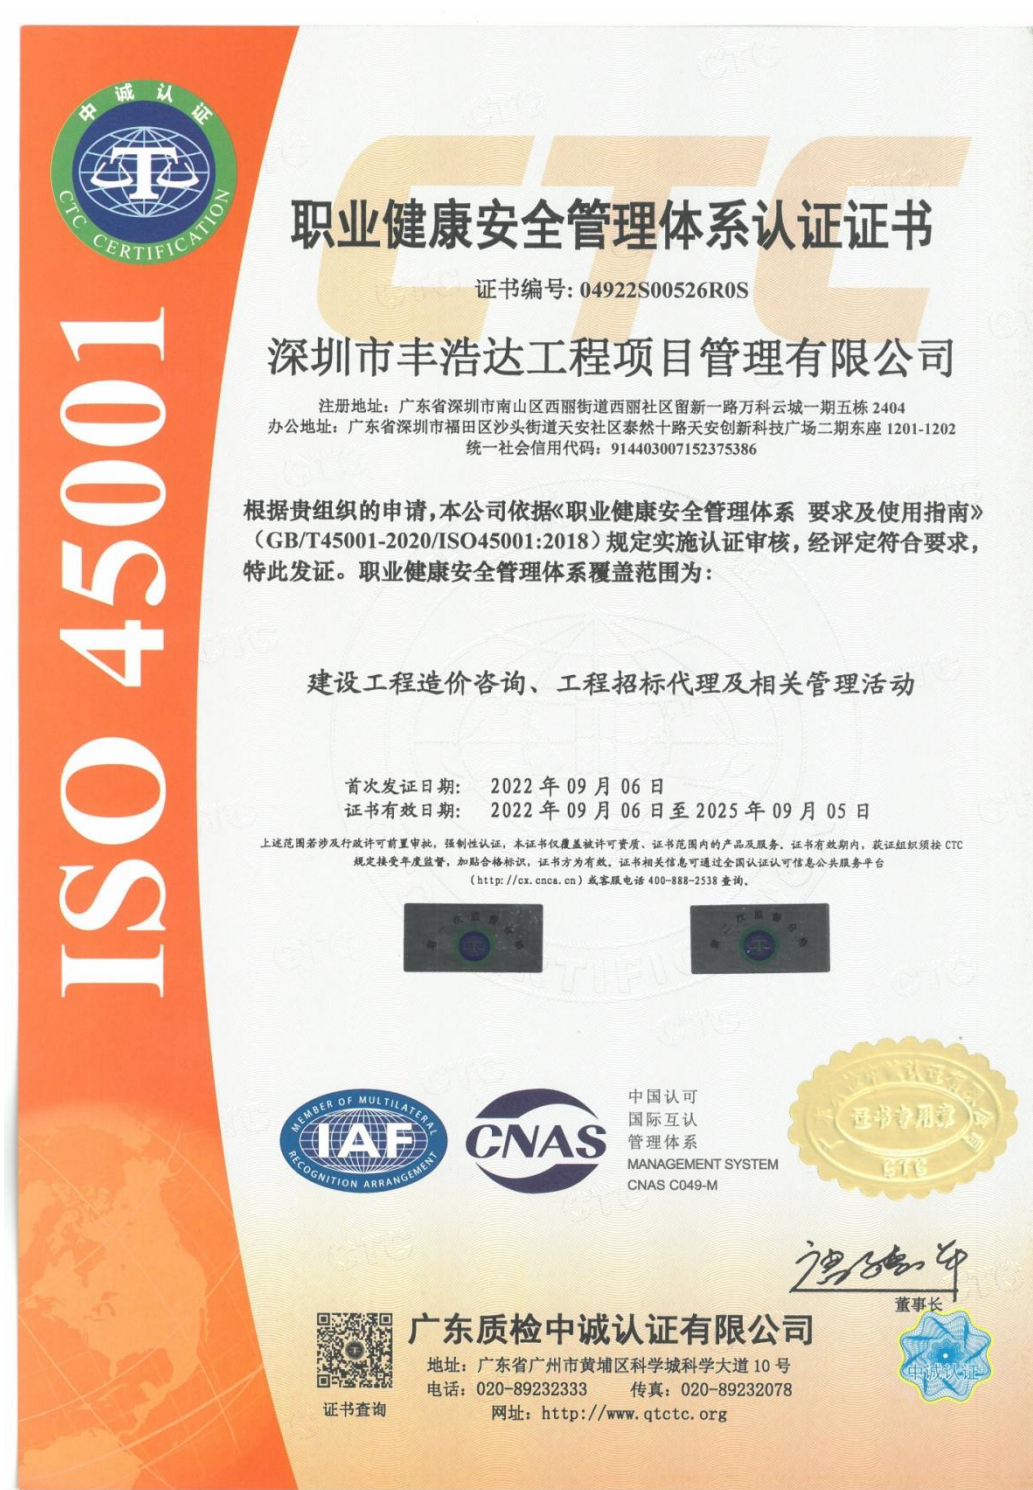 中诚认证
CTC CERTIFICATION
ISO 45001
CTC
职业健康安全管理体系认证证书
证书编号: 04922S00526R0S
深圳市丰浩达工程项目管理有限公司
注册地址：广东省深圳市南山区西丽街道西丽社区留新一路万科云城一期五栋 2404
办公地址：广东省深圳市福田区沙头街道天安社区泰然十路天安创新科技广场二期东座 1201-1202
统一社会信用代码：914403007152375386
根据贵组织的申请,本公司依据《职业健康安全管理体系 要求及使用指南》
（GB/T45001-2020/ISO45001:2018）规定实施认证审核，经评定符合要求，
特此发证。职业健康安全管理体系覆盖范围为：
建设工程造价咨询、工程招标代理及相关管理活动
首次发证日期： 2022 年 09 月 06 日
证书有效日期： 2022 年 09 月 06 日至 2025 年 09 月 05 日
上述范围若涉及行政许可前置审批，强制性认证，本证书仅覆盖被许可资质、证书范围内的产品及服务。证书有效期内，获证组织须按 CTC
规定接受年度监督，加贴合格标识，证书方为有效。证书相关信息可通过全国认证认可信息公共服务平台
(http://cx.cnca.cn) 或客服电话 400-888-2538 查询。
MEMBER OF MULTILATERAL
IAF
RECOGNITION ARRANGEMENT
CNAS
中国认可
国际互认
管理体系
MANAGEMENT SYSTEM
CNAS C049-M
证书专用章
CTC
董事长
中诚认证
证书查询
广东质检中诚认证有限公司
地址：广东省广州市黄埔区科学城科学大道 10 号
电话：020-89232333 传真：020-89232078
网址：http://www.qtctc.org